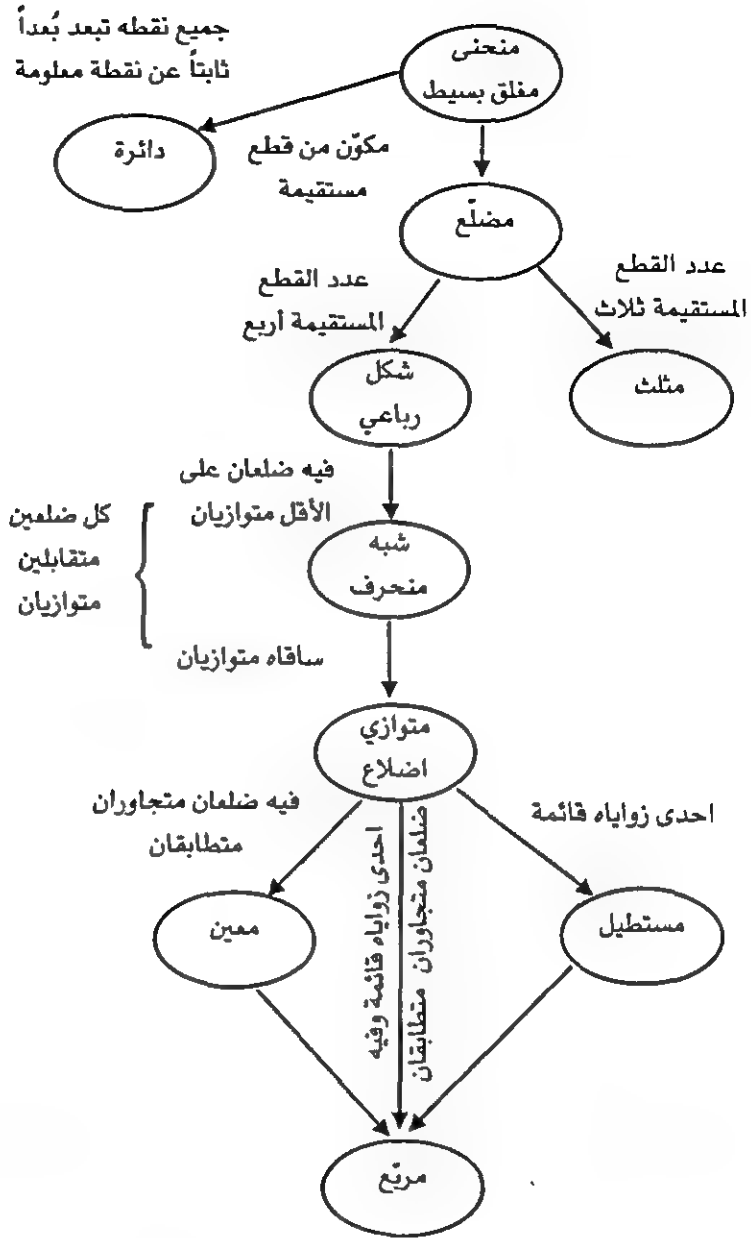 جميع نقطه تبعد بُعداً
ثابتاً عن نقطة معلومة
منحنى
مغلق بسيط
دائرة
مكوّن من قطع
مستقيمة
مضلّع
عدد القطع
المستقيمة ثلاث
عدد القطع
المستقيمة أربع
شكل
رباعي
مثلث
فيه ضلعان على
الأقل متوازيان
كل ضلعين
متقابلين
متوازيان
شبه
منحرف
ساقاه متوازيان
متوازي
اضلاع
فيه ضلعان متجاوران
متطابقان
احدى زواياه قائمة وفيه
ضلعان متجاوران متطابقان
احدى زواياه قائمة
معين
مستطيل
مربّع